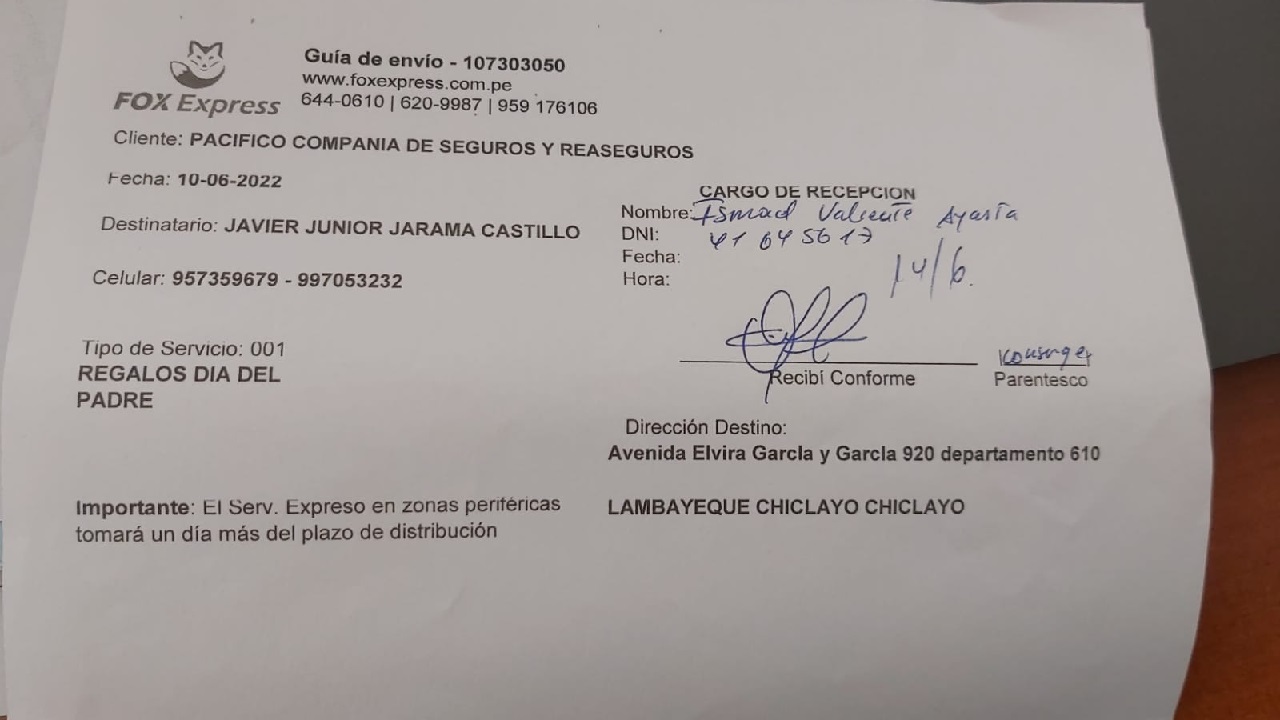 FOX Express
Guía de envío - 107303050
www.foxexpress.com.pe
644-0610 | 620-9987 | 959 176106
Cliente: PACIFICO COMPANIA DE SEGUROS Y REASEGUROS
Fecha: 10-06-2022
Destinatario: JAVIER JUNIOR JARAMA CASTILLO
Celular: 957359679 - 997053232
Tipo de Servicio: 001
REGALOS DIA DEL
PADRE
Importante: El Serv. Expreso en zonas periféricas
tomará un día más del plazo de distribución
CARGO DE RECEPCION
Nombre: Ismael
DNI: 41645617
Fecha: 14/6.
Hora:
Recibí Conforme
Parentesco
Dirección Destino:
Avenida Elvira GarcIa y GarcIa 920 departamento 610
LAMBAYEQUE CHICLAYO CHICLAYO